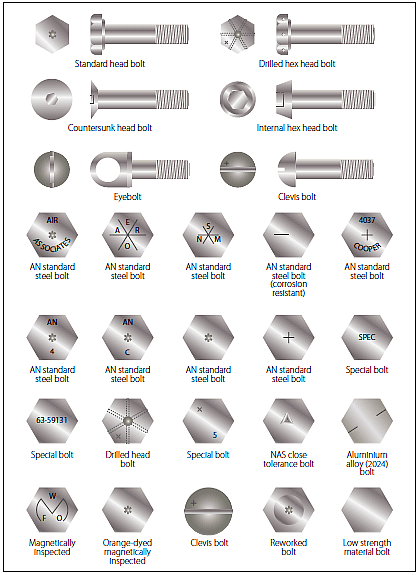 Standard head bolt
Drilled hex head bolt
Countersunk head bolt
Internal hex head bolt
Eyebolt
Clevis bolt
AIR
ASSOCIATES
E
A R
O
S
N M
4037
COOPER
AN standard
steel bolt
AN standard
steel bolt
AN standard
steel bolt
AN standard
steel bolt
(corrosion
resistant)
AN standard
steel bolt
AN
4
AN
C
SPEC
AN standard
steel bolt
AN standard
steel bolt
AN standard
steel bolt
AN standard
steel bolt
Special bolt
63-59131
S
Special bolt
Drilled head
bolt
Special bolt
NAS close
tolerance bolt
Aluminium
alloy (2024)
bolt
W
F O
Magnetically
inspected
Orange-dyed
magnetically
inspected
Clevis bolt
Reworked
bolt
Low strength
material bolt